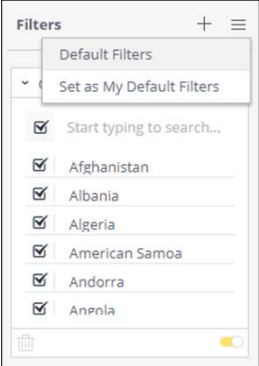 Filters
Default Filters
Set as My Default Filters
Start typing to search...
Afghanistan
Albania
Algeria
American Samoa
Andorra
Angola